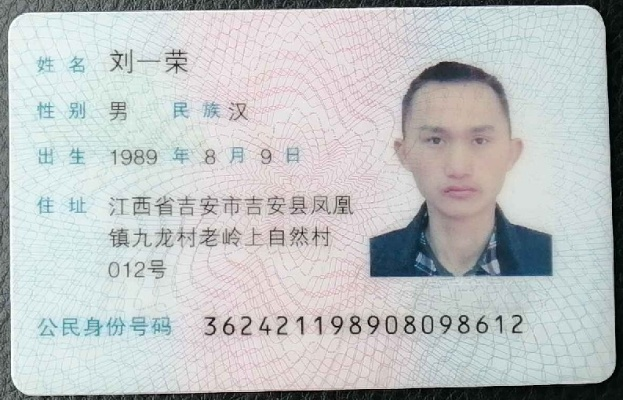 姓名 刘一荣
性别 男 民族 汉
出生 1989 年 8 月 9 日
住址 江西省吉安市吉安县凤凰
镇九龙村老岭上自然村
012号
公民身份号码 362421198908098612